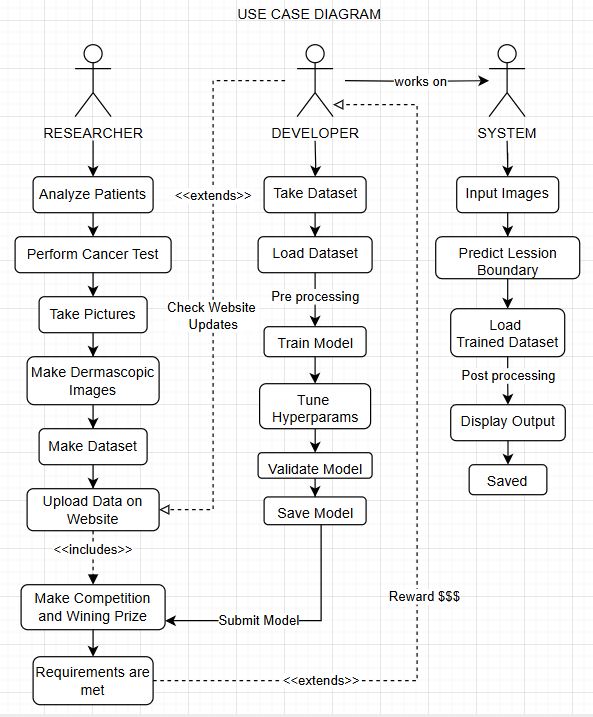 USE CASE DIAGRAM
works on
RESEARCHER
DEVELOPER
SYSTEM
Analyze Patients
<<extends>>
Take Dataset
Input Images
Perform Cancer Test
Load Dataset
Predict Lession
Boundary
Take Pictures
Check Website
Updates
Pre processing
Train Model
Load
Trained Dataset
Make Dermascopic
Images
Post processing
Tune
Hyperparams
Display Output
Make Dataset
Validate Model
Saved
Upload Data on
Website
Save Model
<<includes>>
Make Competition
and Wining Prize
Submit Model
Reward $$$
Requirements are
met
<<extends>>